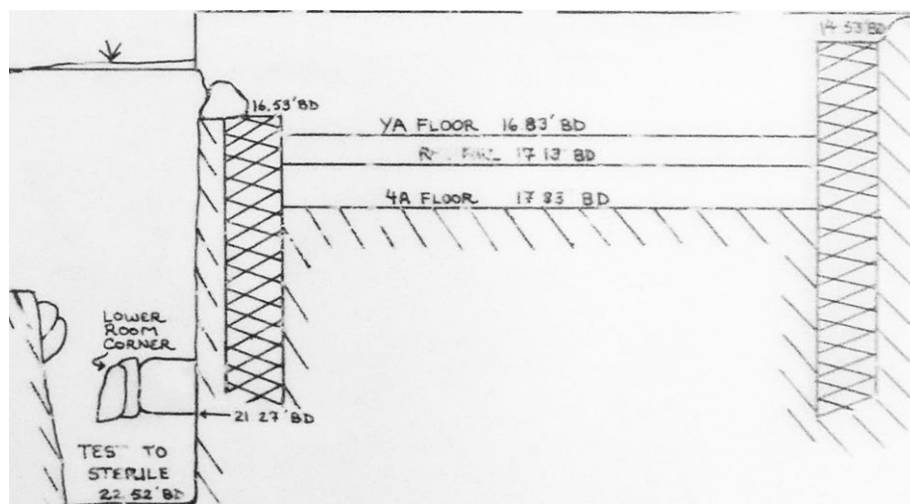 14.53' BD
16.53' BD
YA FLOOR 16.83' BD
17.13' BD
4A FLOOR 17.83 BD
LOWER
ROOM
CORNER
21.27' BD
TES TO
STERILE
22.52' BD